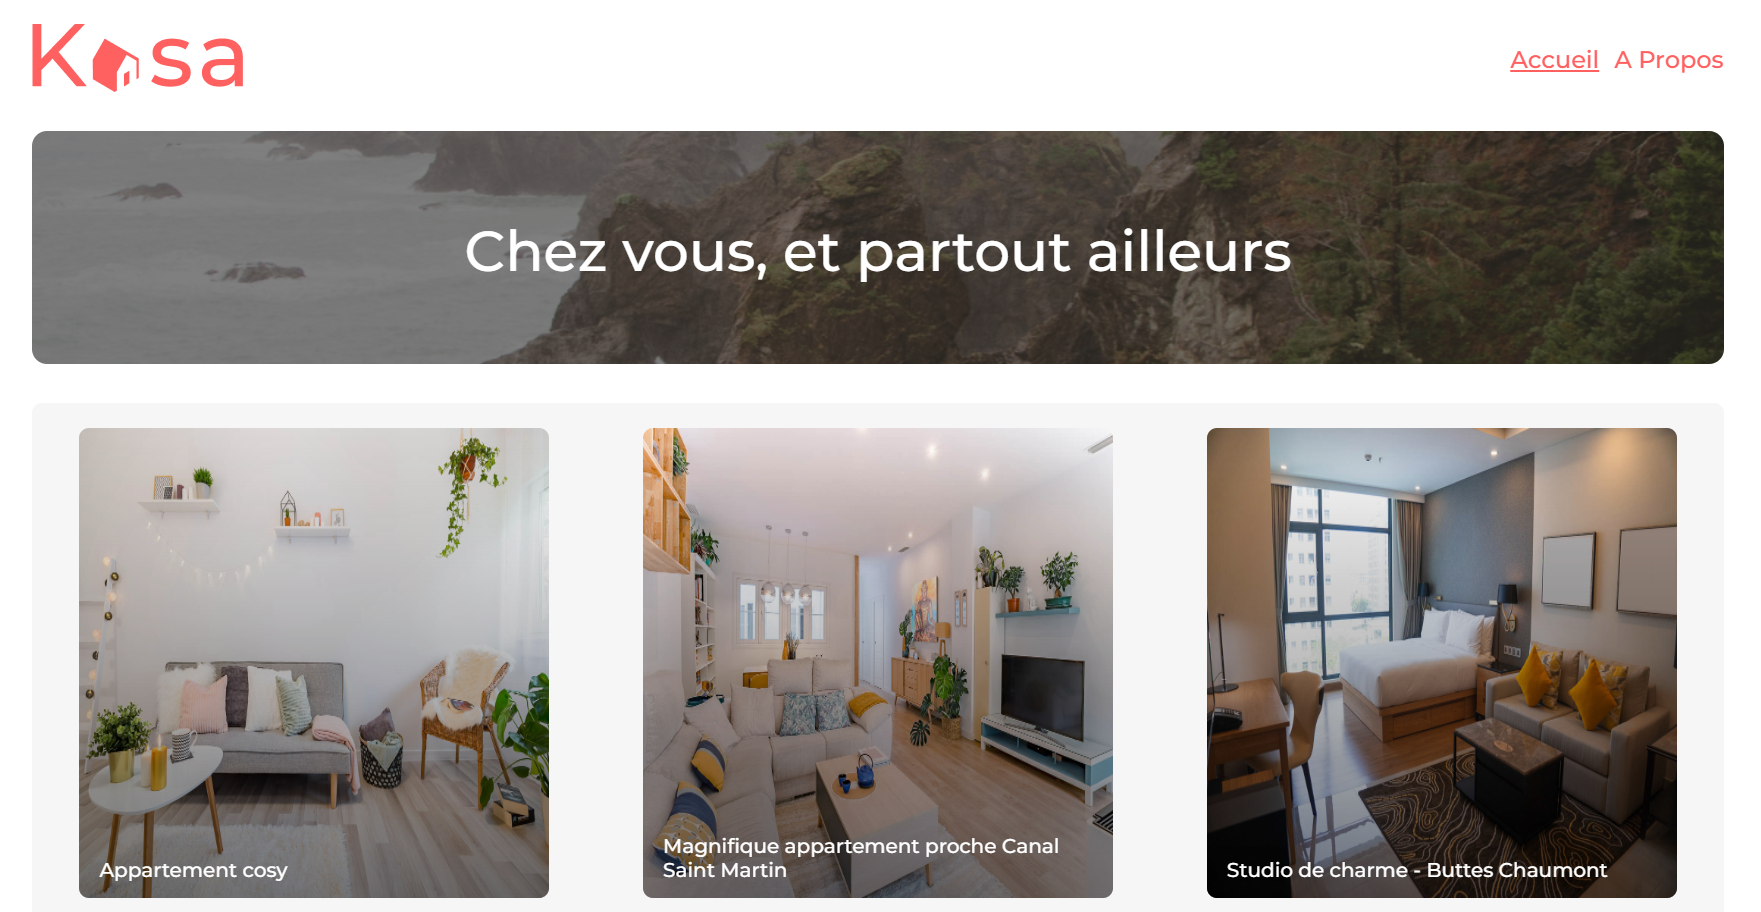 Kasa
Accueil A Propos
Chez vous, et partout ailleurs
Appartement cosy
Magnifique appartement proche Canal
Saint Martin
Studio de charme - Buttes Chaumont